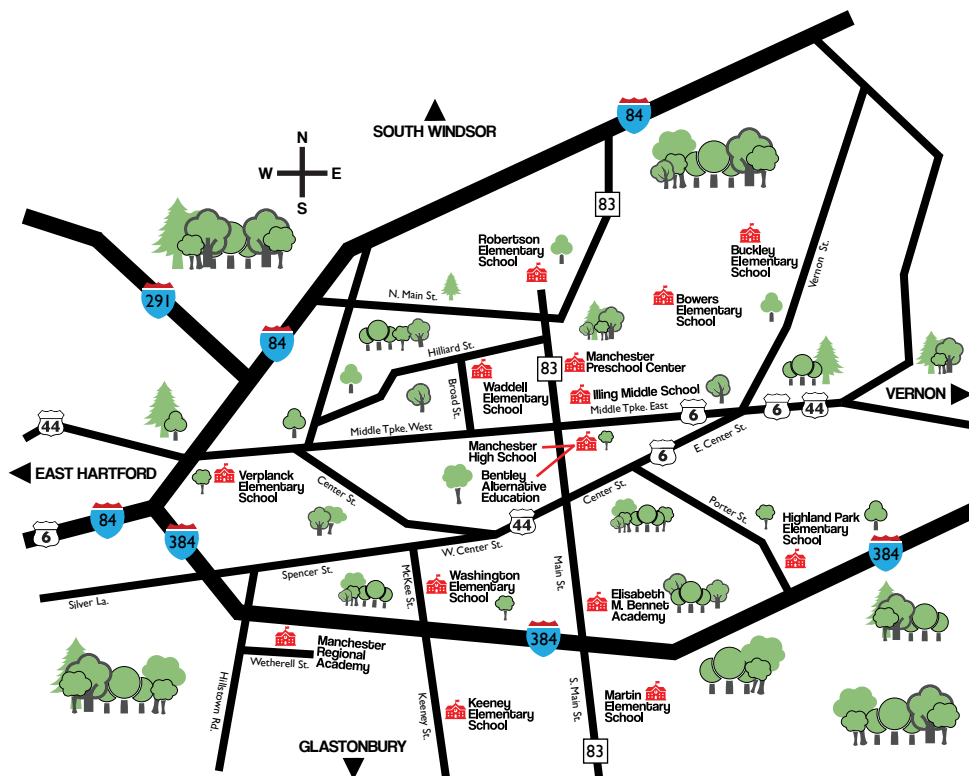 84
SOUTH WINDSOR
N
W E
S
83
Robertson
Elementary
School
Buckley
Elementary
School
Vernon St.
291
N. Main St.
Bowers
Elementary
School
84
Hilliard St.
83
Manchester
Preschool Center
Waddell
Elementary
School
Broad St.
Illing Middle School
VERNON
44
Middle Tpke. West
Middle Tpke. East
6
6
44
Manchester
High School
E. Center St.
6
EAST HARTFORD
Verplanck
Elementary
School
Bentley
Alternative
Education
Center St.
Center St.
Porter St.
Highland Park
Elementary
School
6
84
384
44
W. Center St.
384
Spencer St.
McKee St.
Washington
Elementary
School
Main St.
Silver La.
Elisabeth
M. Bennet
Academy
384
Manchester
Regional
Academy
Wetherell St.
Hillstown Rd.
Keeney St.
Keeney
Elementary
School
S. Main St.
Martin
Elementary
School
GLASTONBURY
83